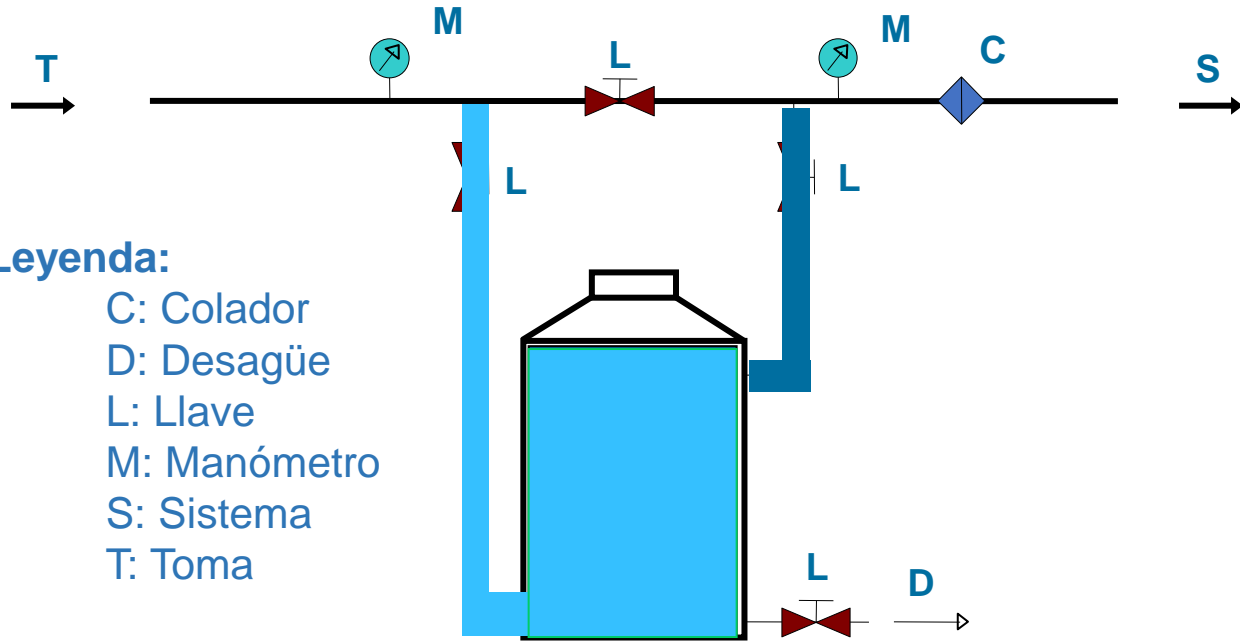 M
M
L
C
T
S
L
L
Leyenda:
C: Colador
D: Desagüe
L: Llave
M: Manómetro
S: Sistema
T: Toma
L
D